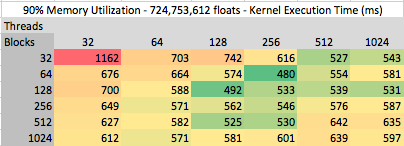 90% Memory Utilization - 724,753,612 floats - Kernel Execution Time (ms)
Threads
Blocks 32 64 128 256 512 1024
32 1162 703 742 616 527 543
64 676 664 574 480 554 581
128 700 588 492 533 539 531
256 649 571 562 546 576 587
512 627 582 525 530 642 635
1024 612 571 581 601 639 597